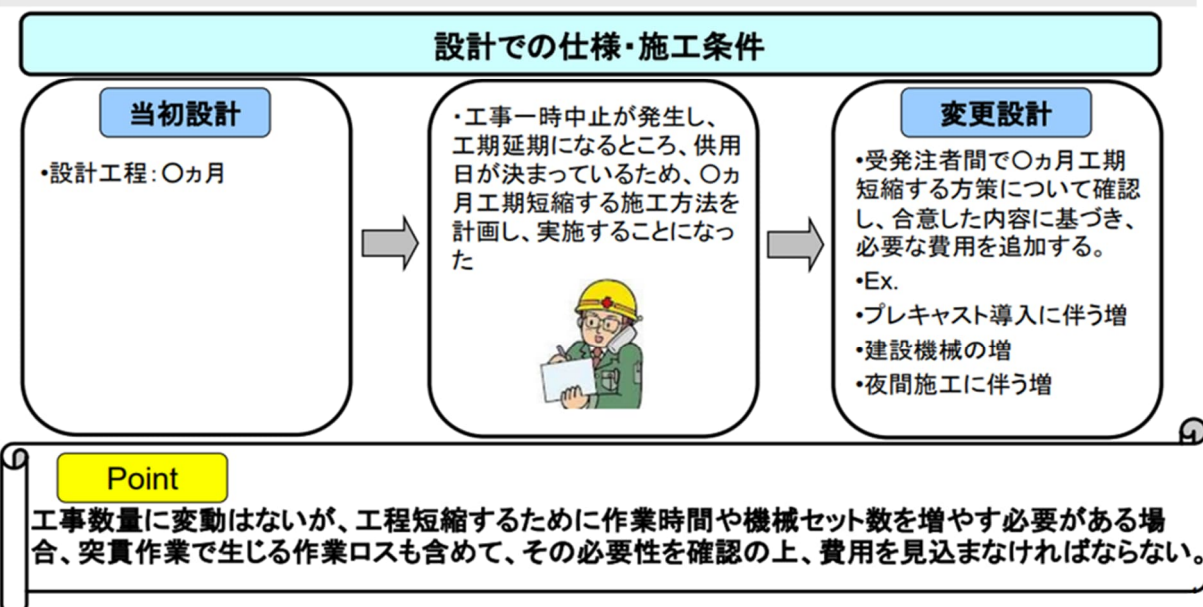 設計での仕様・施工条件
当初設計
•設計工程：〇ヵ月
・工事一時中止が発生し、
工期延期になるところ、供用
日が決まっているため、〇ヵ
月工期短縮する施工方法を
計画し、実施することになっ
た
変更設計
•受発注者間で〇ヵ月工期
短縮する方策について確認
し、合意した内容に基づき、
必要な費用を追加する。
•Ex.
•プレキャスト導入に伴う増
•建設機械の増
•夜間施工に伴う増
Point
工事数量に変動はないが、工程短縮するために作業時間や機械セット数を増やす必要がある場
合、突貫作業で生じる作業ロスも含めて、その必要性を確認の上、費用を見込まなければならない。